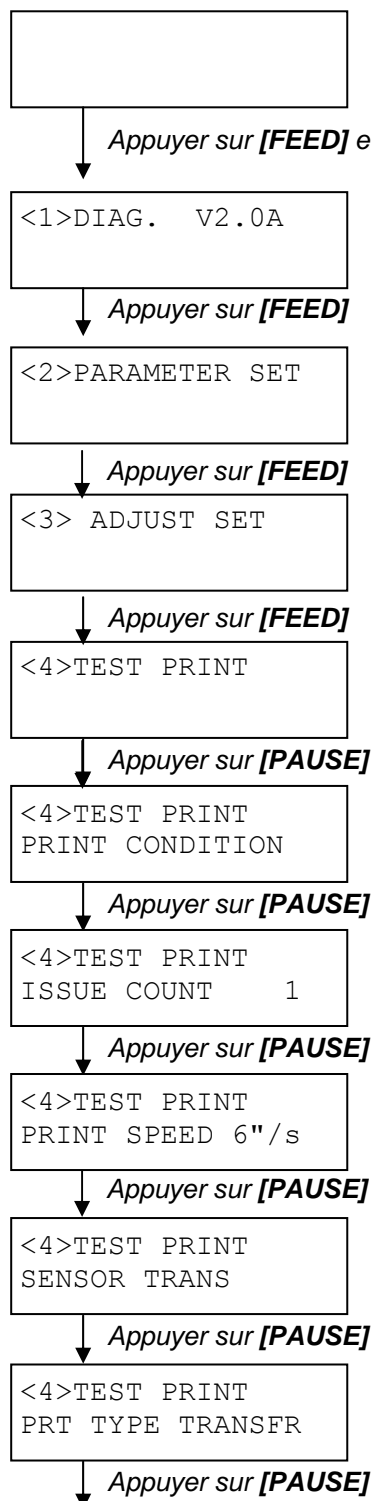 Appuyer sur [FEED] e
<1>DIAG. V2.0A
Appuyer sur [FEED]
<2>PARAMETER SET
Appuyer sur [FEED]
<3> ADJUST SET
Appuyer sur [FEED]
<4>TEST PRINT
Appuyer sur [PAUSE]
<4>TEST PRINT
PRINT CONDITION
Appuyer sur [PAUSE]
<4>TEST PRINT
ISSUE COUNT 1
Appuyer sur [PAUSE]
<4>TEST PRINT
PRINT SPEED 6"/s
Appuyer sur [PAUSE]
<4>TEST PRINT
SENSOR TRANS
Appuyer sur [PAUSE]
<4>TEST PRINT
PRT TYPE TRANSFR
Appuyer sur [PAUSE]